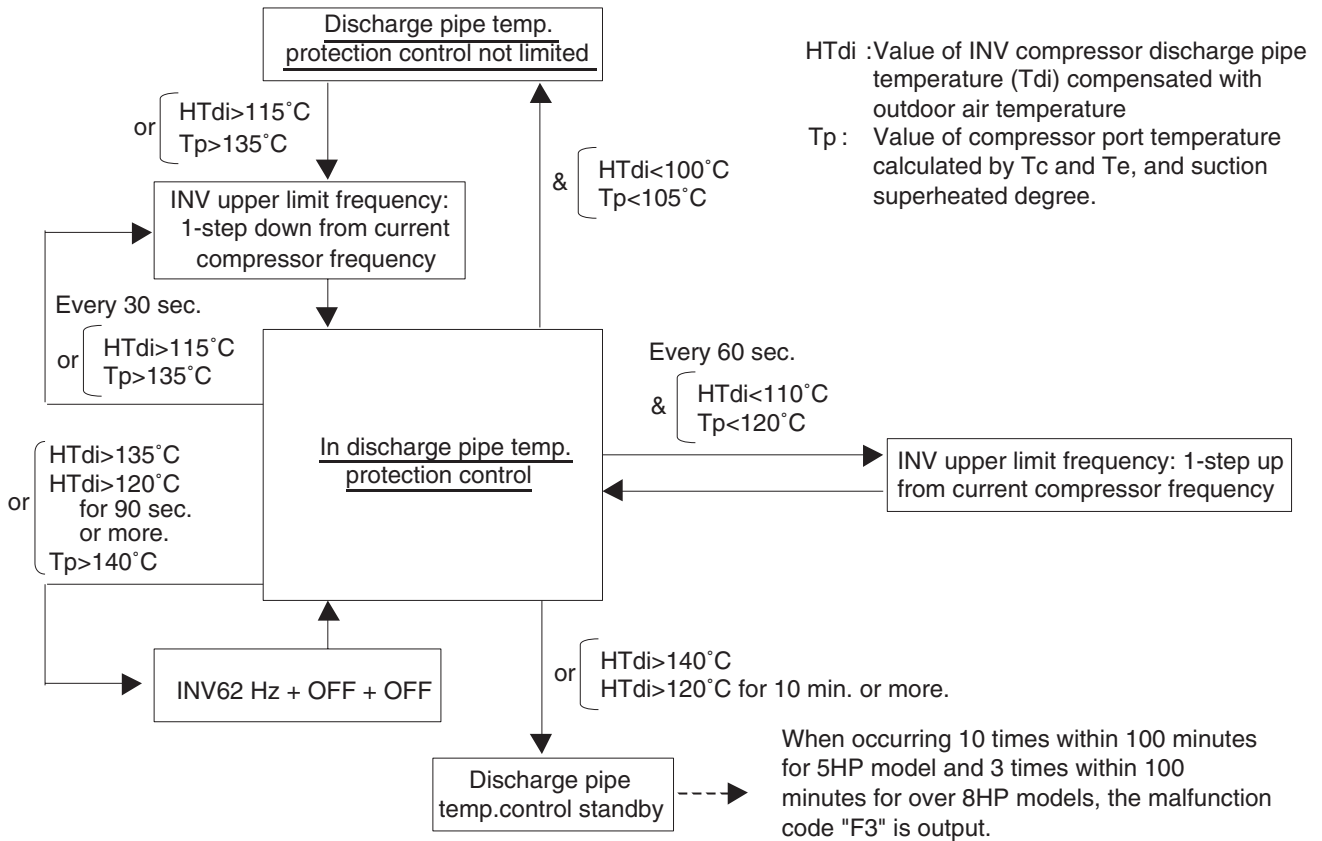 Discharge pipe temp.
protection control not limited
HTdi :Value of INV compressor discharge pipe
temperature (Tdi) compensated with
outdoor air temperature
Tp : Value of compressor port temperature
calculated by Tc and Te, and suction
superheated degree.
or
HTdi>115˚C
Tp>135˚C
&
HTdi<100˚C
Tp<105˚C
INV upper limit frequency:
1-step down from current
compressor frequency
Every 30 sec.
or
HTdi>115˚C
Tp>135˚C
Every 60 sec.
&
HTdi<110˚C
Tp<120˚C
In discharge pipe temp.
protection control
INV upper limit frequency: 1-step up
from current compressor frequency
or
HTdi>135˚C
HTdi>120˚C
for 90 sec.
or more.
Tp>140˚C
INV62 Hz + OFF + OFF
or
HTdi>140˚C
HTdi>120˚C for 10 min. or more.
Discharge pipe
temp.control standby
When occurring 10 times within 100 minutes
for 5HP model and 3 times within 100
minutes for over 8HP models, the malfunction
code "F3" is output.